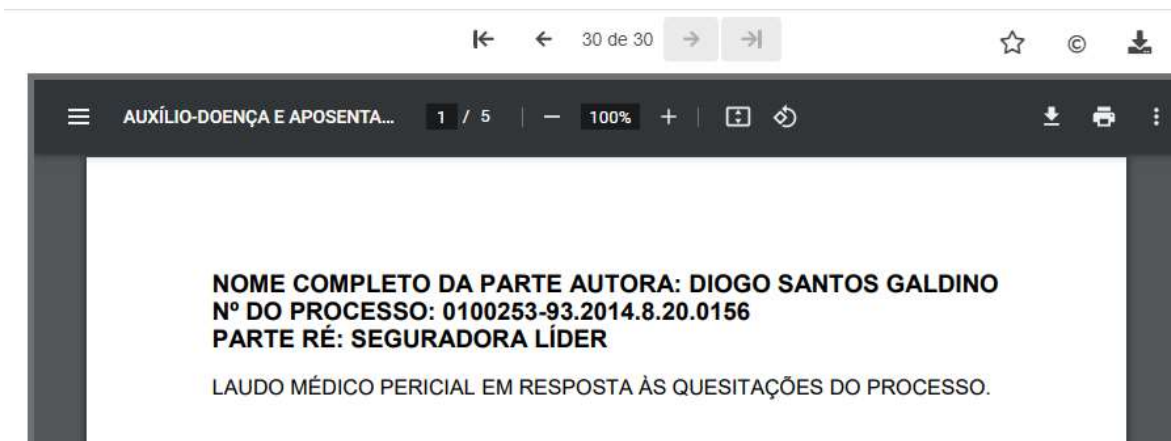 30 de 30
©
AUXÍLIO-DOENÇA E APOSENTA... 1 / 5 100%
NOME COMPLETO DA PARTE AUTORA: DIOGO SANTOS GALDINO
Nº DO PROCESSO: 0100253-93.2014.8.20.0156
PARTE RÉ: SEGURADORA LÍDER
LAUDO MÉDICO PERICIAL EM RESPOSTA ÀS QUESITAÇÕES DO PROCESSO.